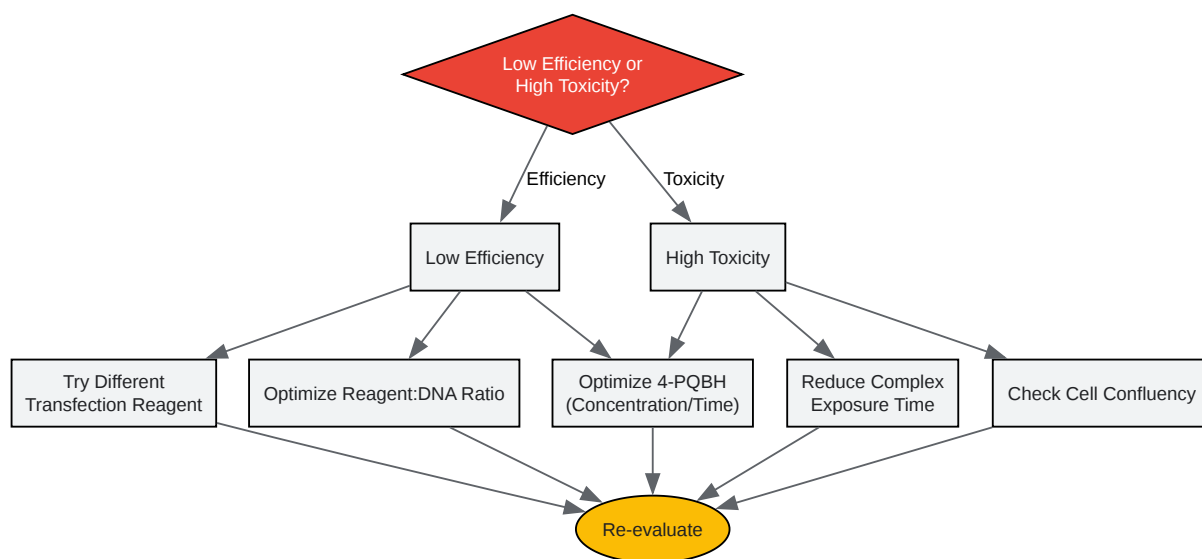 Low Efficiency or
High Toxicity?
Efficiency
Toxicity
Low Efficiency
High Toxicity
Try Different
Transfection Reagent
Optimize Reagent:DNA Ratio
Optimize 4-PQBH
(Concentration/Time)
Reduce Complex
Exposure Time
Check Cell Confluency
Re-evaluate